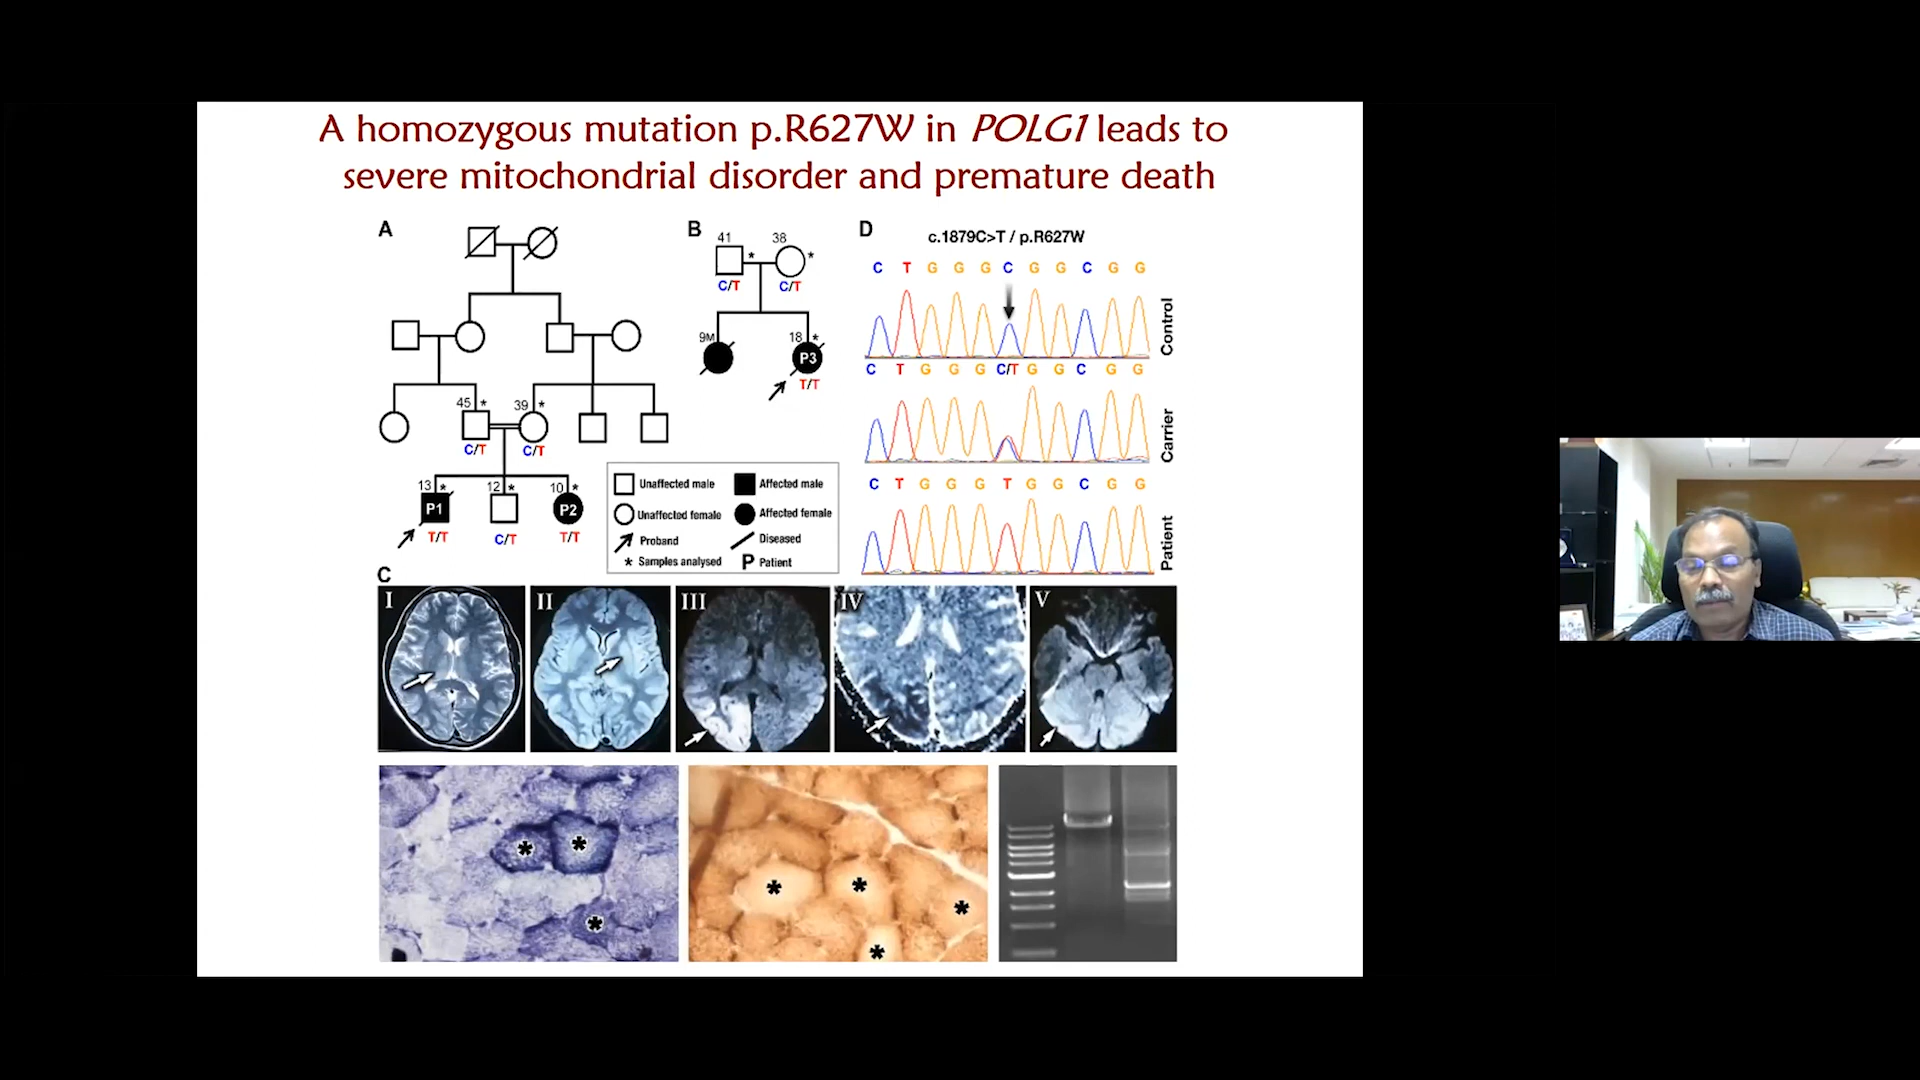 A homozygous mutation p.R627W in POLG1 leads to
severe mitochondrial disorder and premature death
A
B
D
41
*
38
*
C/T
C/T
9M
18
*
P3
T/T
c.1879C>T / p.R627W
C T G G G C G G C G G
Control
C T G G G C/T G G C G G
Carrier
C T G G G T G G C G G
Patient
45
*
39
*
C/T
C/T
13
*
12
*
10
*
P1
P2
T/T
C/T
T/T
Unaffected male
Affected male
Unaffected female
Affected female
Proband
Diseased
* Samples analysed
P Patient
C
I
II
III
IV
V
* *
*
* *
*
*